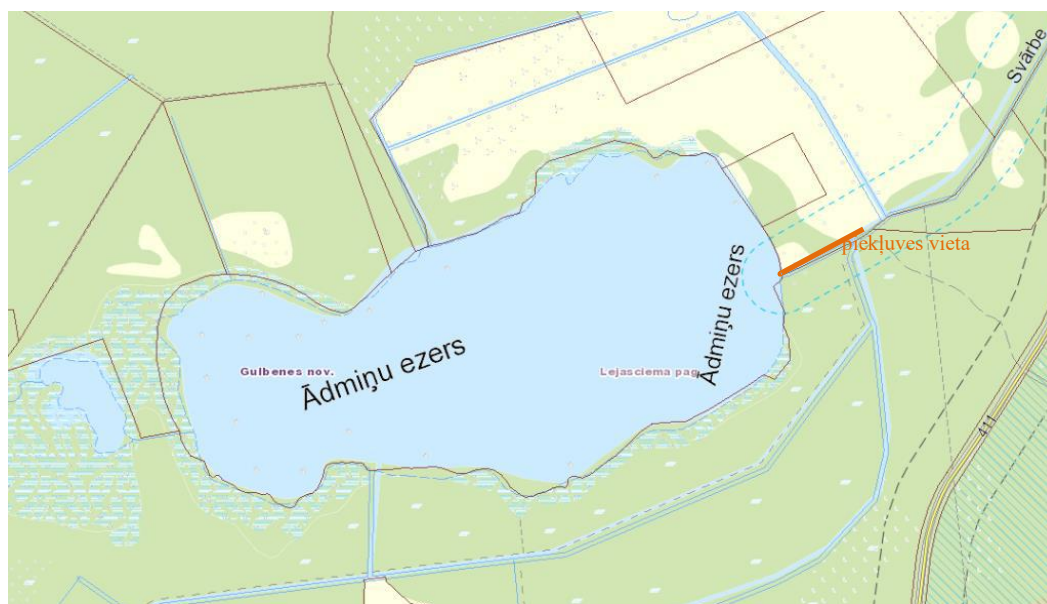 Svārbe
piekļuves vieta
Ādmiņu ezers
Gulbenes nov.
Ādmiņu ezers
Lejasciema pag.
411